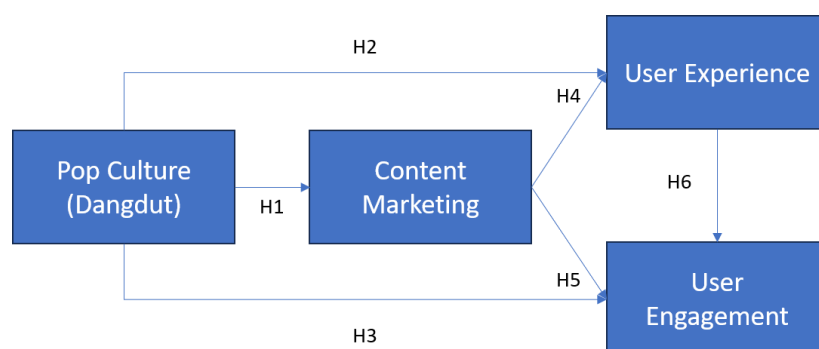 H2
User Experience
H4
Pop Culture
(Dangdut)
H1
Content
Marketing
H6
H5
User
Engagement
H3